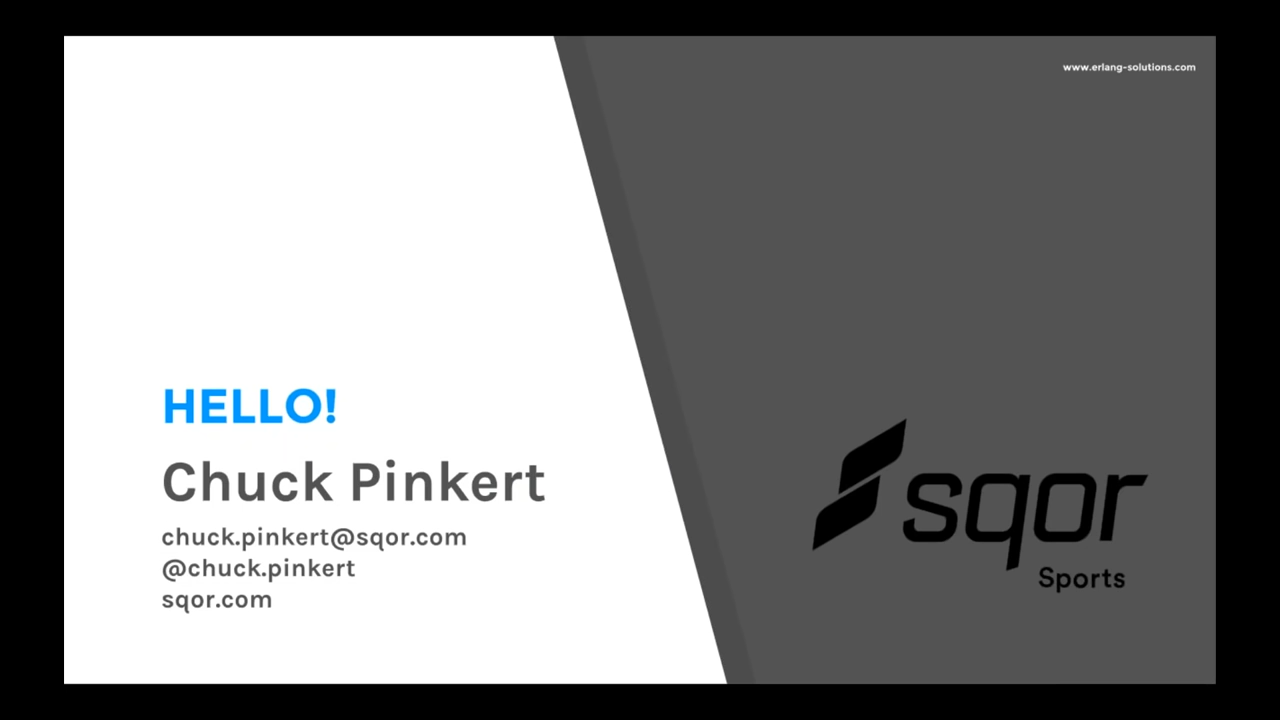 www.erlang-solutions.com
HELLO!
Chuck Pinkert
chuck.pinkert@sqor.com
@chuck.pinkert
sqor.com
sqor
Sports